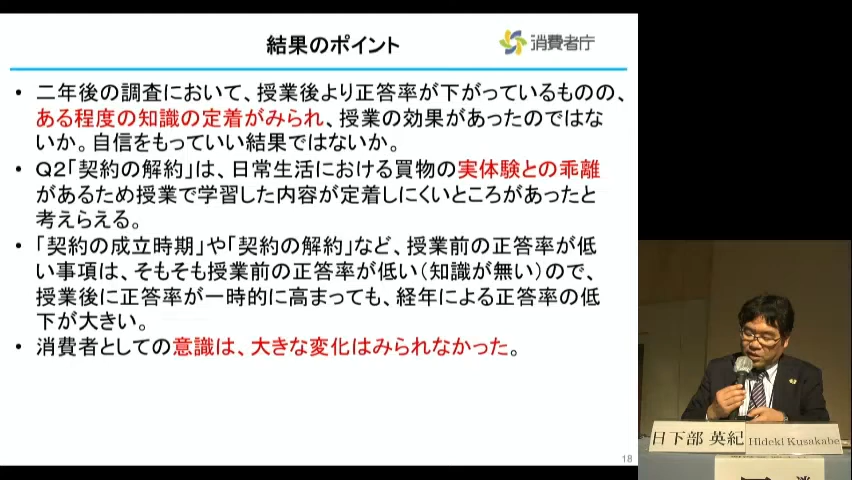 結果のポイント
消費者庁
• 二年後の調査において、授業後より正答率が下がっているものの、
ある程度の知識の定着がみられ、授業の効果があったのではな
いか。自信をもっていい結果ではないか。
• Q2「契約の解約」は、日常生活における買物の実体験との乖離
があるため授業で学習した内容が定着しにくいところがあったと
考えらえる。
• 「契約の成立時期」や「契約の解約」など、授業前の正答率が低
い事項は、そもそも授業前の正答率が低い（知識が無い）ので、
授業後に正答率が一時的に高まっても、経年による正答率の低
下が大きい。
• 消費者としての意識は、大きな変化はみられなかった。
18
日下部 英紀 Hideki Kusakabe